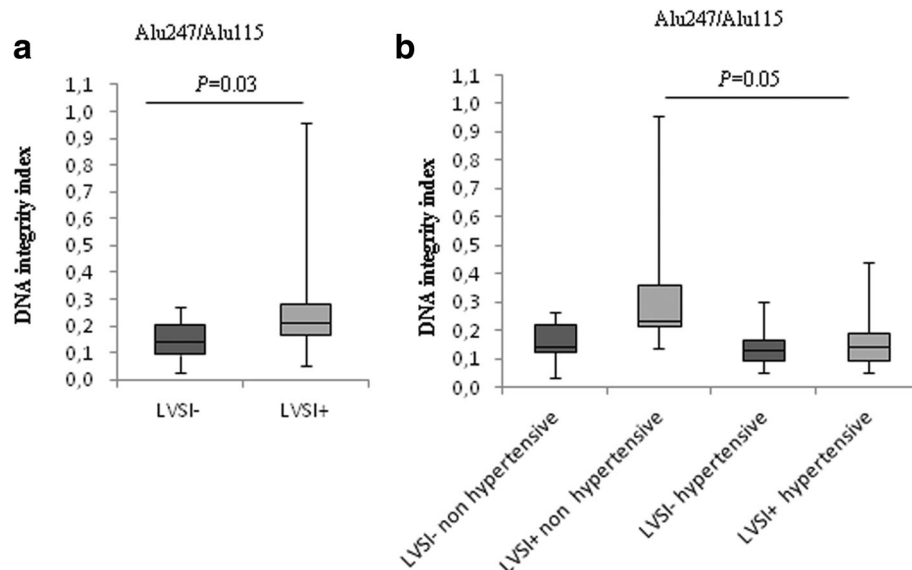 a
Alu247/Alu115
P=0.03
DNA integrity index
1,1
1,0
0,9
0,8
0,7
0,6
0,5
0,4
0,3
0,2
0,1
0,0
LVSI-
LVSI+
b
Alu247/Alu115
P=0.05
DNA integrity index
1,1
1,0
0,9
0,8
0,7
0,6
0,5
0,4
0,3
0,2
0,1
0,0
LVSI- non hypertensive
LVSI+ non hypertensive
LVSI- hypertensive
LVSI+ hypertensive